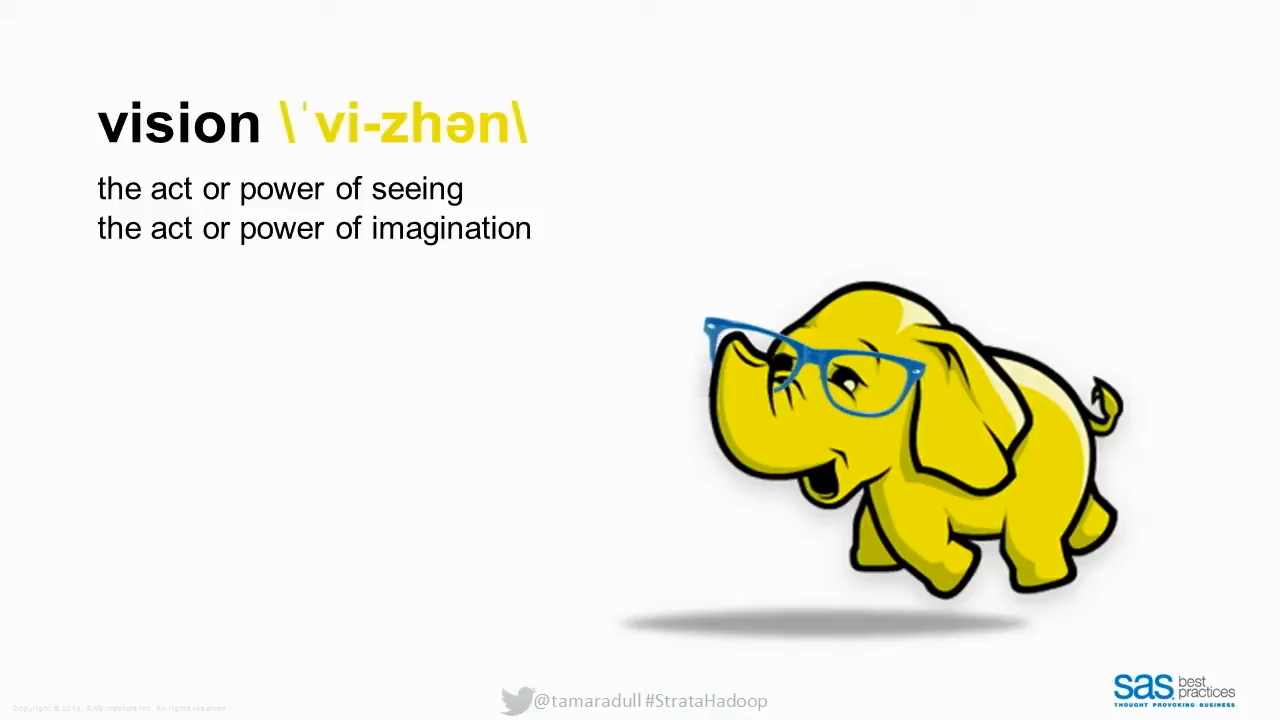 vision \ˈvi-zhən\
the act or power of seeing
the act or power of imagination
@tamaradull #StrataHadoop
sas best practices
THOUGHT PROVOKING BUSINESS